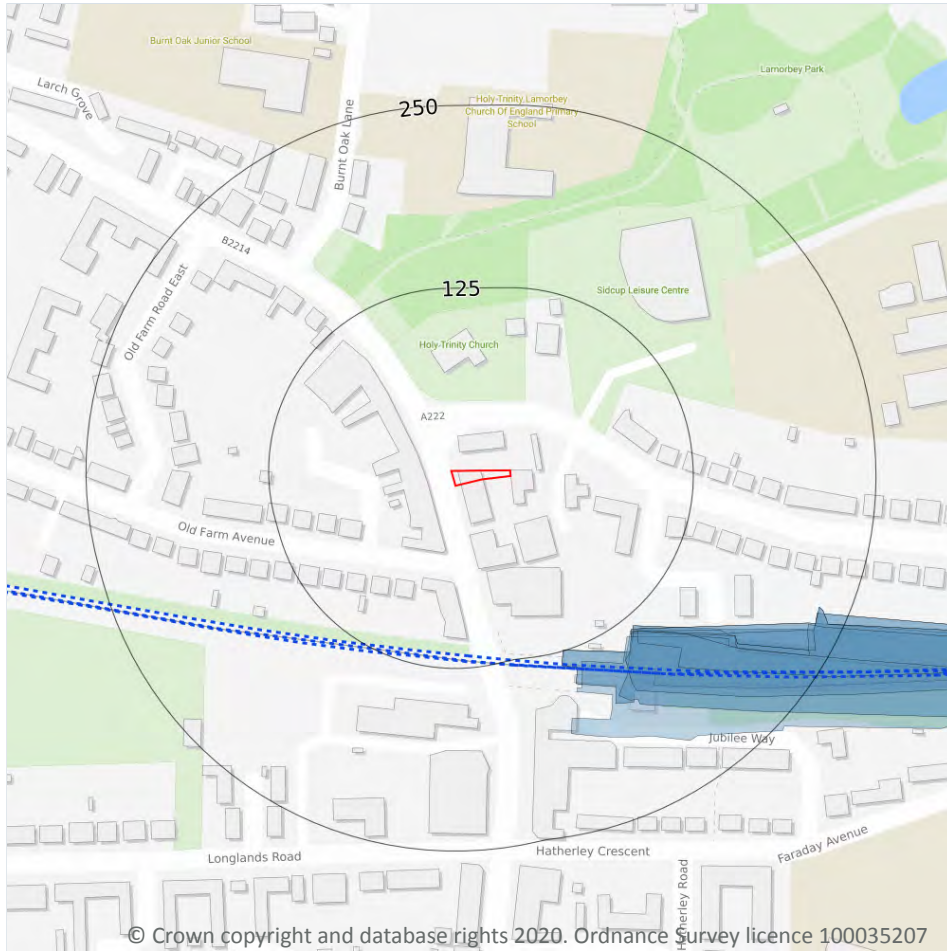 Burnt Oak Junior School
Lamorbey Park
Larch Grove
250
Holy-Trinity Lamorbey
Church Of England Primary
School
Burnt Oak Lane
B2214
Old Farm Road East
125
Sidcup Leisure Centre
Holy-Trinity Church
A222
Old Farm Avenue
Jubilee Way
Longlands Road
Hatherley Crescent
Faraday Avenue
Hatherley Road
© Crown copyright and database rights 2020. Ordnance Survey licence 100035207